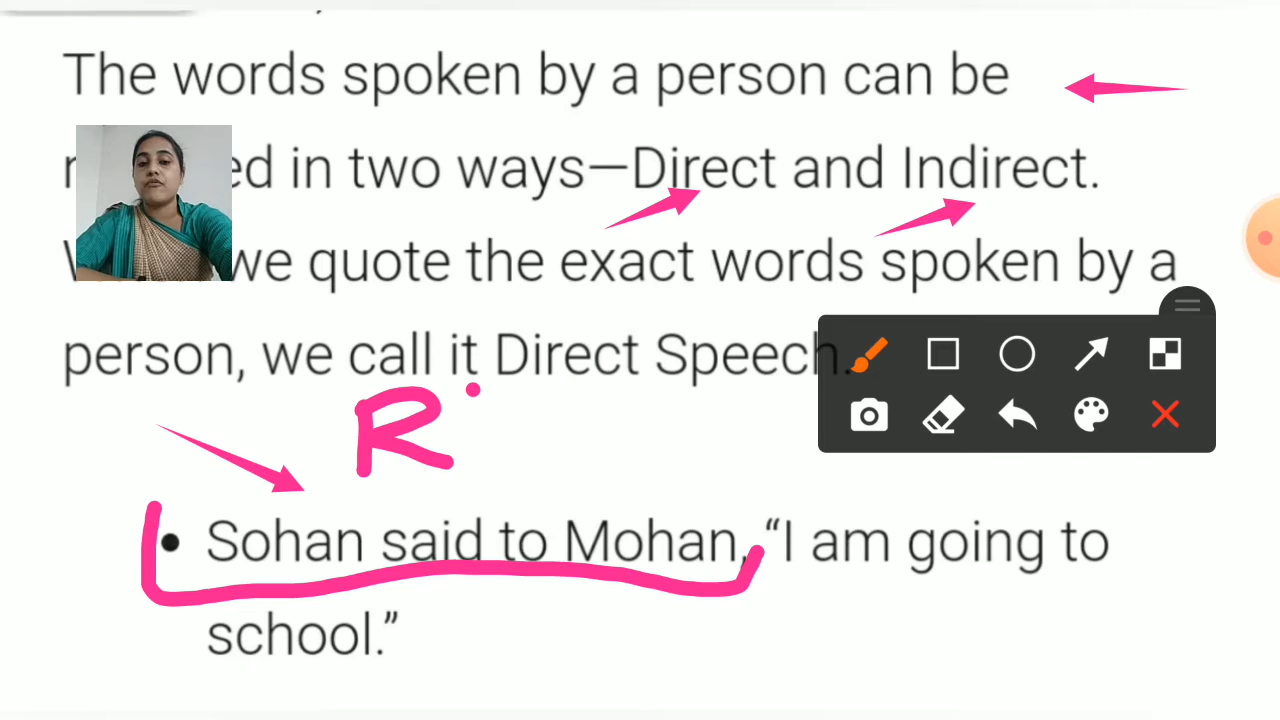 The words spoken by a person can be
in two ways—Direct and Indirect.
we quote the exact words spoken by a
person, we call it Direct Speech.
R
Sohan said to Mohan, “I am going to
school.”